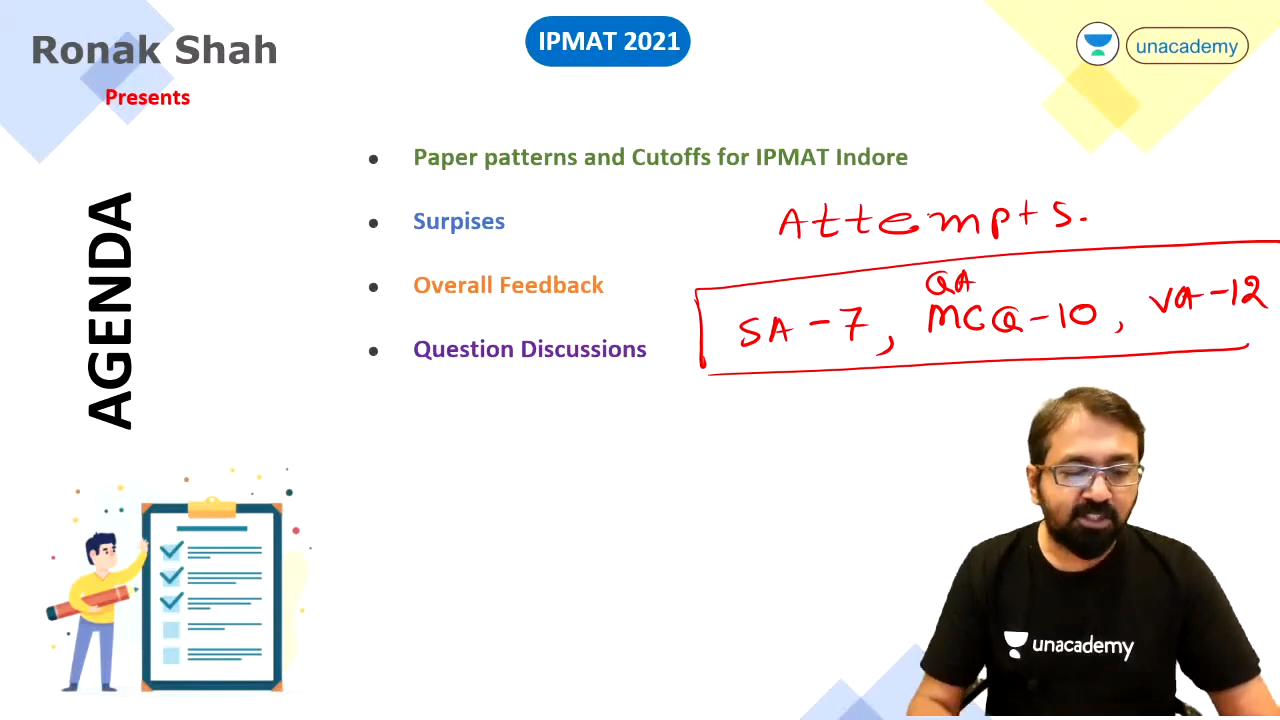 Ronak Shah
Presents
IPMAT 2021
unacademy
AGENDA
• Paper patterns and Cutoffs for IPMAT Indore
• Surpises
• Overall Feedback
• Question Discussions
Attempts.
QA
SA - 7, MCQ - 10, VA - 12
unacademy